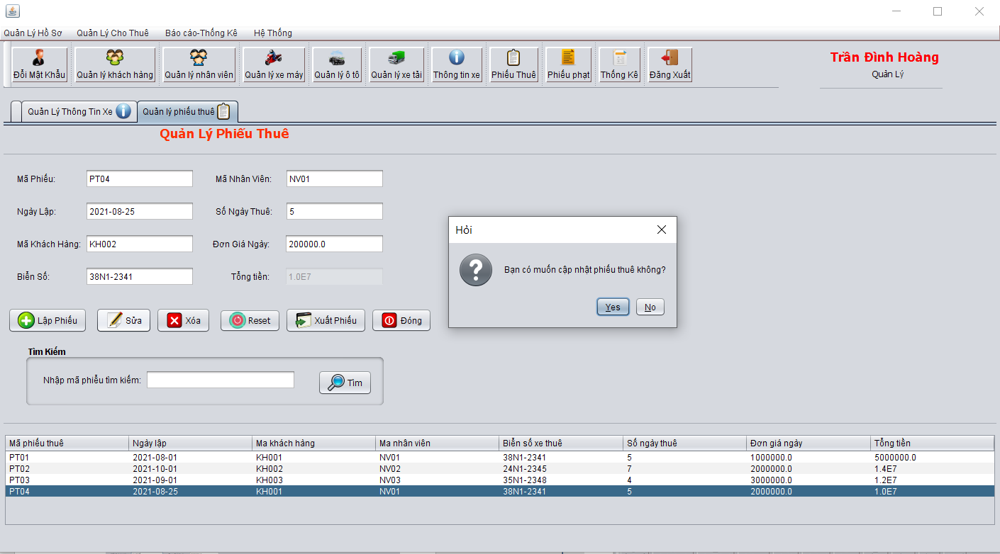 Quản Lý Hồ Sơ Quản Lý Cho Thuê Báo cáo-Thống Kê Hệ Thống
Đổi Mật Khẩu Quản lý khách hàng Quản lý nhân viên Quản lý xe máy Quản lý ô tô Quản lý xe tải Thông tin xe Phiếu Thuê Phiếu phạt Thống Kê Đăng Xuất
Trần Đình Hoàng
Quản Lý
Quản Lý Thông Tin Xe Quản lý phiếu thuê
Quản Lý Phiếu Thuê
Mã Phiếu: PT04 Mã Nhân Viên: NV01
Ngày Lập: 2021-08-25 Số Ngày Thuê: 5
Mã Khách Hàng: KH002 Đơn Giá Ngày: 200000.0
Biển Số: 38N1-2341 Tổng tiền: 1.0E7
Hỏi
Bạn có muốn cập nhật phiếu thuê không?
Yes No
Lập Phiếu Sửa Xóa Reset Xuất Phiếu Đóng
Tìm Kiếm
Nhập mã phiếu tìm kiếm: Tìm
Mã phiếu thuê Ngày lập Ma khách hàng Ma nhân viên Biển số xe thuê Số ngày thuê Đơn giá ngày Tổng tiền
PT01 2021-08-01 KH001 NV01 38N1-2341 5 1000000.0 5000000.0
PT02 2021-10-01 KH002 NV02 24N1-2345 7 2000000.0 1.4E7
PT03 2021-09-01 KH003 NV03 35N1-2348 4 3000000.0 1.2E7
PT04 2021-08-25 KH001 NV01 38N1-2341 5 2000000.0 1.0E7